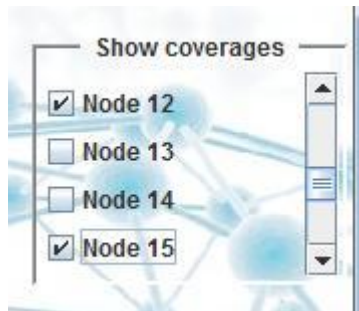 Show coverages
Node 12
Node 13
Node 14
Node 15